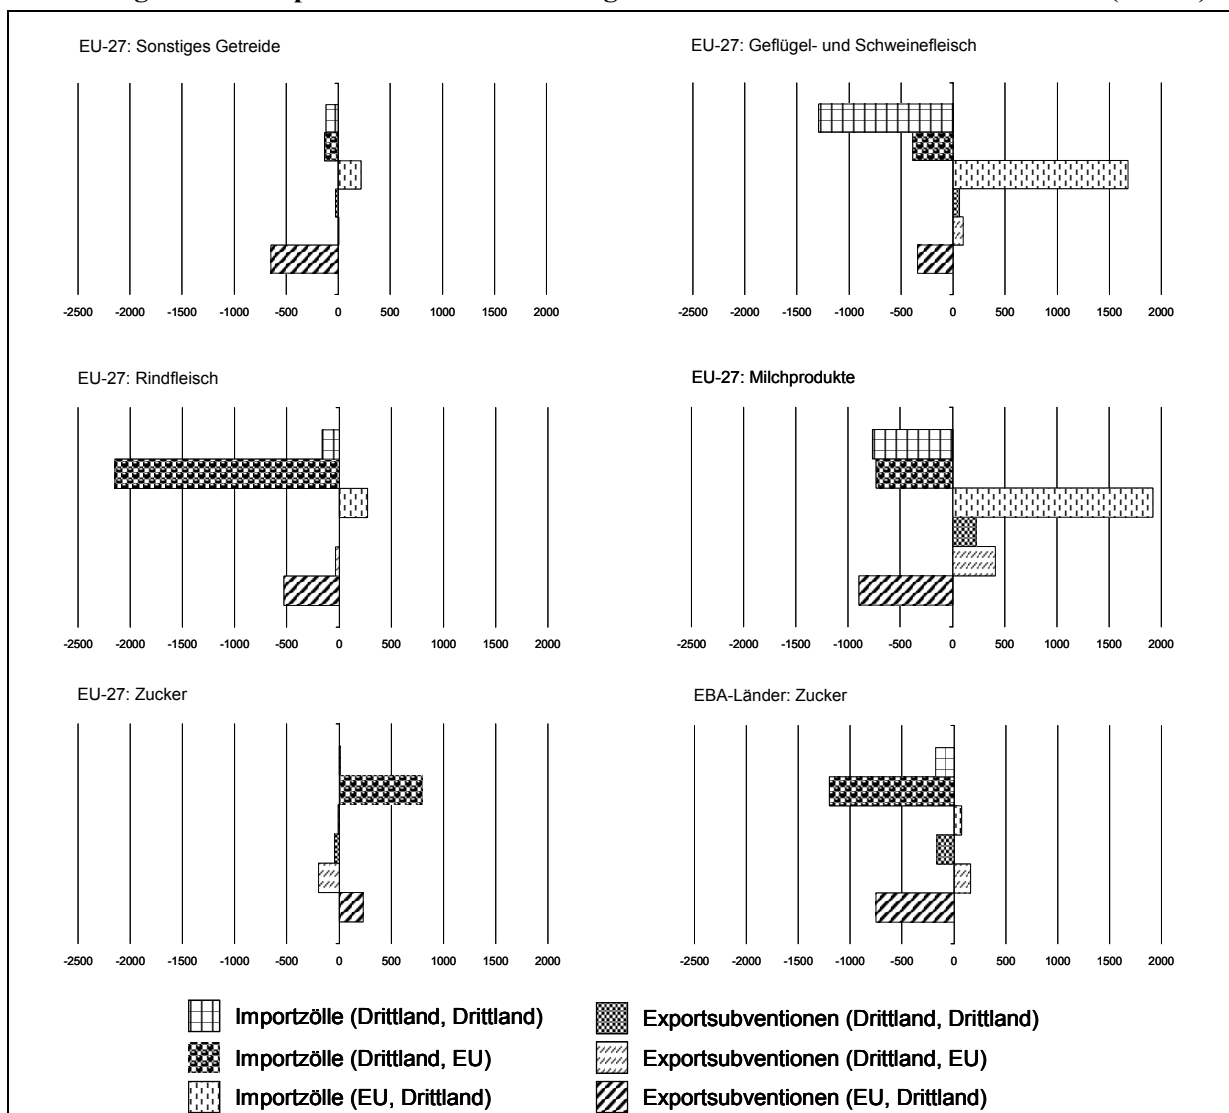 EU-27: Sonstiges Getreide
-2500 -2000 -1500 -1000 -500 0 500 1000 1500 2000
EU-27: Geflügel- und Schweinefleisch
-2500 -2000 -1500 -1000 -500 0 500 1000 1500 2000
EU-27: Rindfleisch
-2500 -2000 -1500 -1000 -500 0 500 1000 1500 2000
EU-27: Milchprodukte
-2500 -2000 -1500 -1000 -500 0 500 1000 1500 2000
EU-27: Zucker
-2500 -2000 -1500 -1000 -500 0 500 1000 1500 2000
EBA-Länder: Zucker
-2500 -2000 -1500 -1000 -500 0 500 1000 1500 2000
Importzölle (Drittland, Drittland)
Importzölle (Drittland, EU)
Importzölle (EU, Drittland)
Exportsubventionen (Drittland, Drittland)
Exportsubventionen (Drittland, EU)
Exportsubventionen (EU, Drittland)